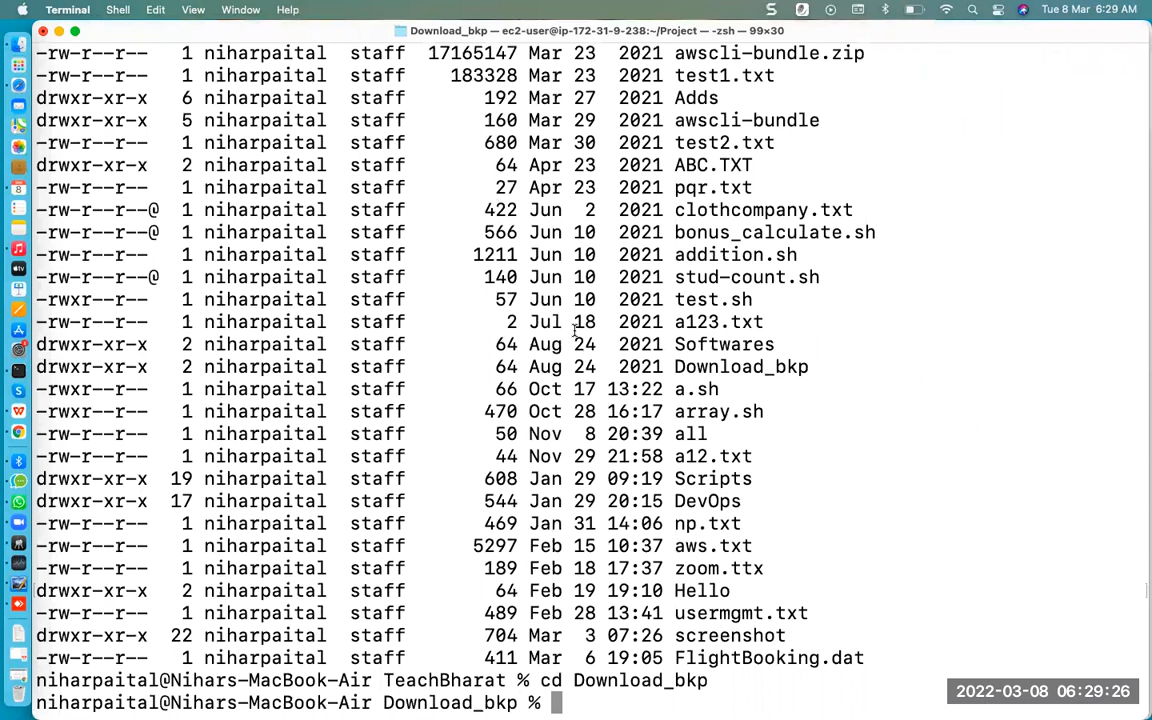 Terminal Shell Edit View Window Help Tue 8 Mar 6:29 AM
Download_bkp — ec2-user@ip-172-31-9-238:~/Project — -zsh — 99×30
-rw-r--r-- 1 niharpaital staff 17165147 Mar 23 2021 awscli-bundle.zip
-rw-r--r-- 1 niharpaital staff 183328 Mar 23 2021 test1.txt
drwxr-xr-x 6 niharpaital staff 192 Mar 27 2021 Adds
drwxr-xr-x 5 niharpaital staff 160 Mar 29 2021 awscli-bundle
-rw-r--r-- 1 niharpaital staff 680 Mar 30 2021 test2.txt
drwxr-xr-x 2 niharpaital staff 64 Apr 23 2021 ABC.TXT
-rw-r--r-- 1 niharpaital staff 27 Apr 23 2021 pqr.txt
-rw-r--r--@ 1 niharpaital staff 422 Jun 2 2021 clothcompany.txt
-rw-r--r--@ 1 niharpaital staff 566 Jun 10 2021 bonus_calculate.sh
-rw-r--r-- 1 niharpaital staff 1211 Jun 10 2021 addition.sh
-rw-r--r--@ 1 niharpaital staff 140 Jun 10 2021 stud-count.sh
-rwxr--r-- 1 niharpaital staff 57 Jun 10 2021 test.sh
-rw-r--r-- 1 niharpaital staff 2 Jul 18 2021 a123.txt
drwxr-xr-x 2 niharpaital staff 64 Aug 24 2021 Softwares
drwxr-xr-x 2 niharpaital staff 64 Aug 24 2021 Download_bkp
-rwxr--r-- 1 niharpaital staff 66 Oct 17 13:22 a.sh
-rwxr--r-- 1 niharpaital staff 470 Oct 28 16:17 array.sh
-rw-r--r-- 1 niharpaital staff 50 Nov 8 20:39 all
-rw-r--r-- 1 niharpaital staff 44 Nov 29 21:58 a12.txt
drwxr-xr-x 19 niharpaital staff 608 Jan 29 09:19 Scripts
drwxr-xr-x 17 niharpaital staff 544 Jan 29 20:15 DevOps
-rw-r--r-- 1 niharpaital staff 469 Jan 31 14:06 np.txt
-rw-r--r-- 1 niharpaital staff 5297 Feb 15 10:37 aws.txt
-rw-r--r-- 1 niharpaital staff 189 Feb 18 17:37 zoom.ttx
drwxr-xr-x 2 niharpaital staff 64 Feb 19 19:10 Hello
-rw-r--r-- 1 niharpaital staff 489 Feb 28 13:41 usermgmt.txt
drwxr-xr-x 22 niharpaital staff 704 Mar 3 07:26 screenshot
-rw-r--r-- 1 niharpaital staff 411 Mar 6 19:05 FlightBooking.dat
niharpaital@Nihars-MacBook-Air TeachBharat % cd Download_bkp
niharpaital@Nihars-MacBook-Air Download_bkp %
2022-03-08 06:29:26